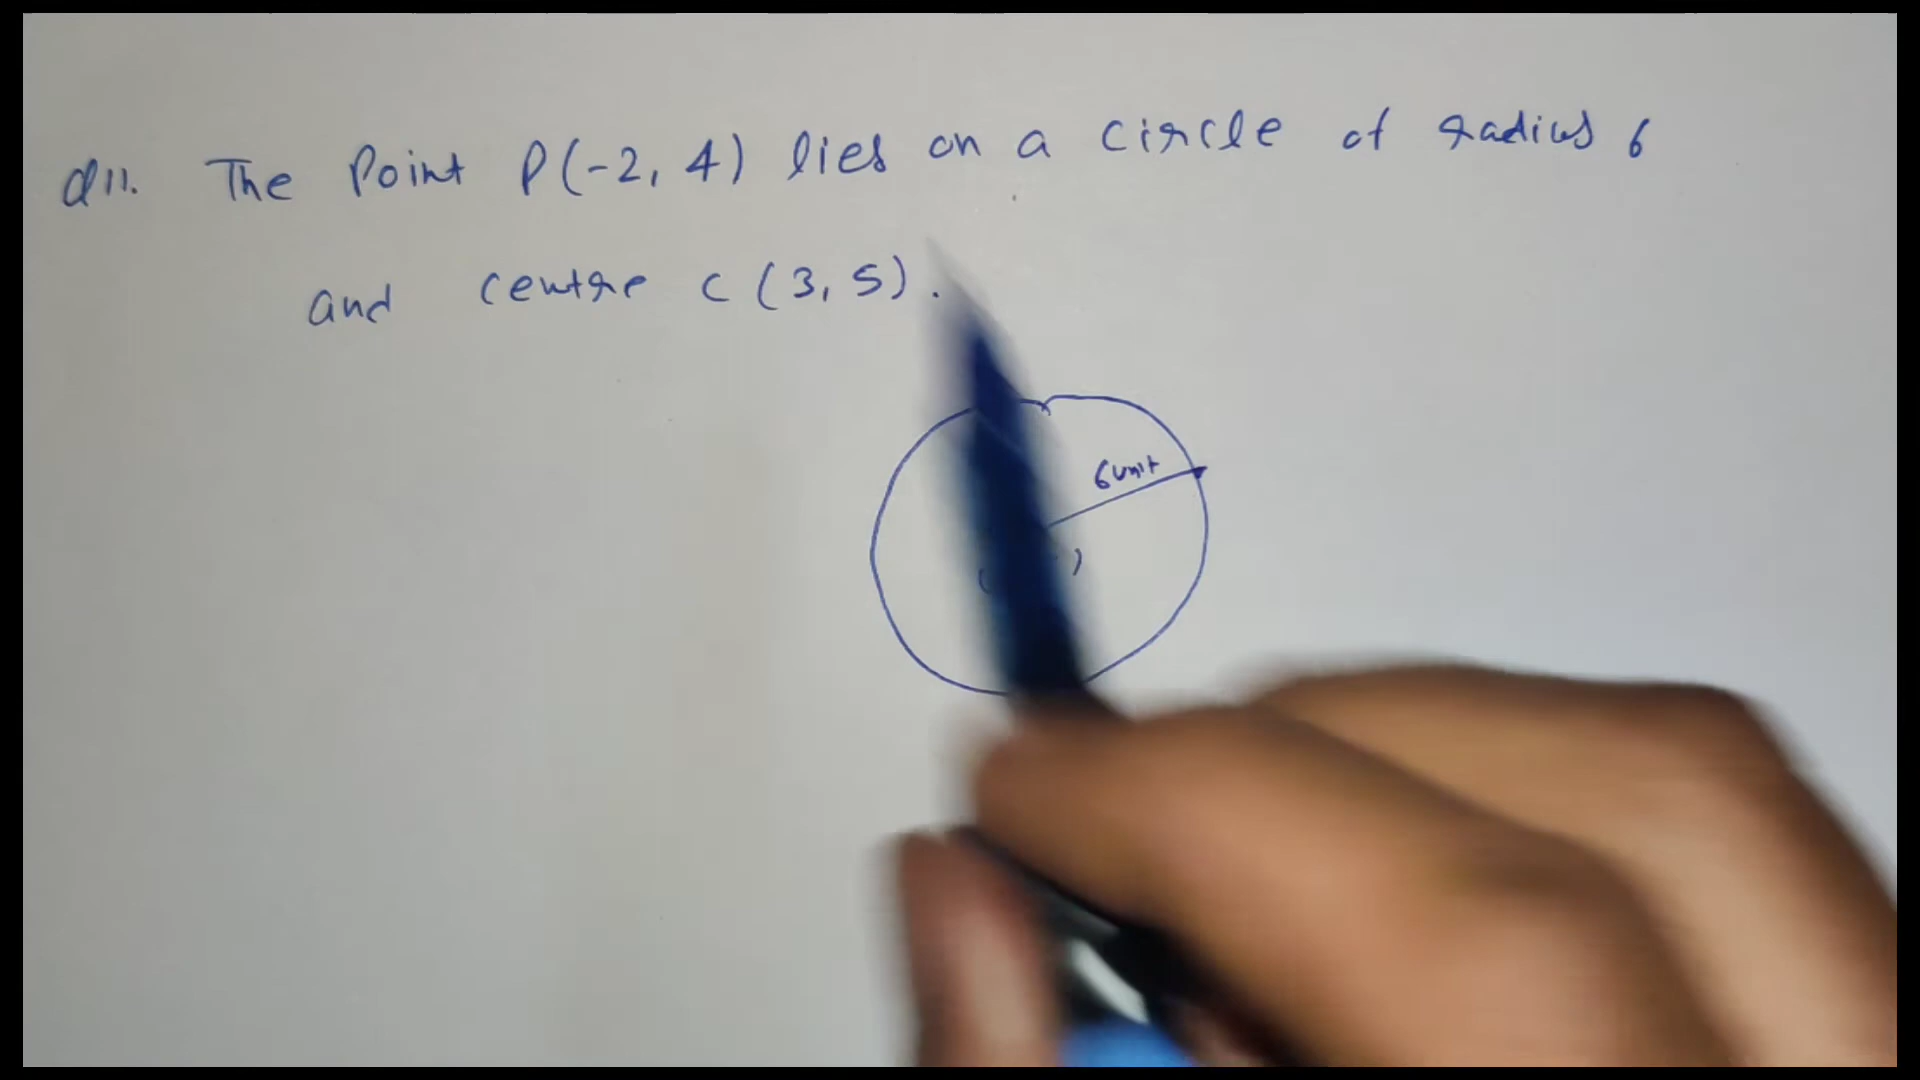 Q11. The Point P(-2, 4) lies on a circle of radius 6
and centre C (3, 5).
6 unit
( )